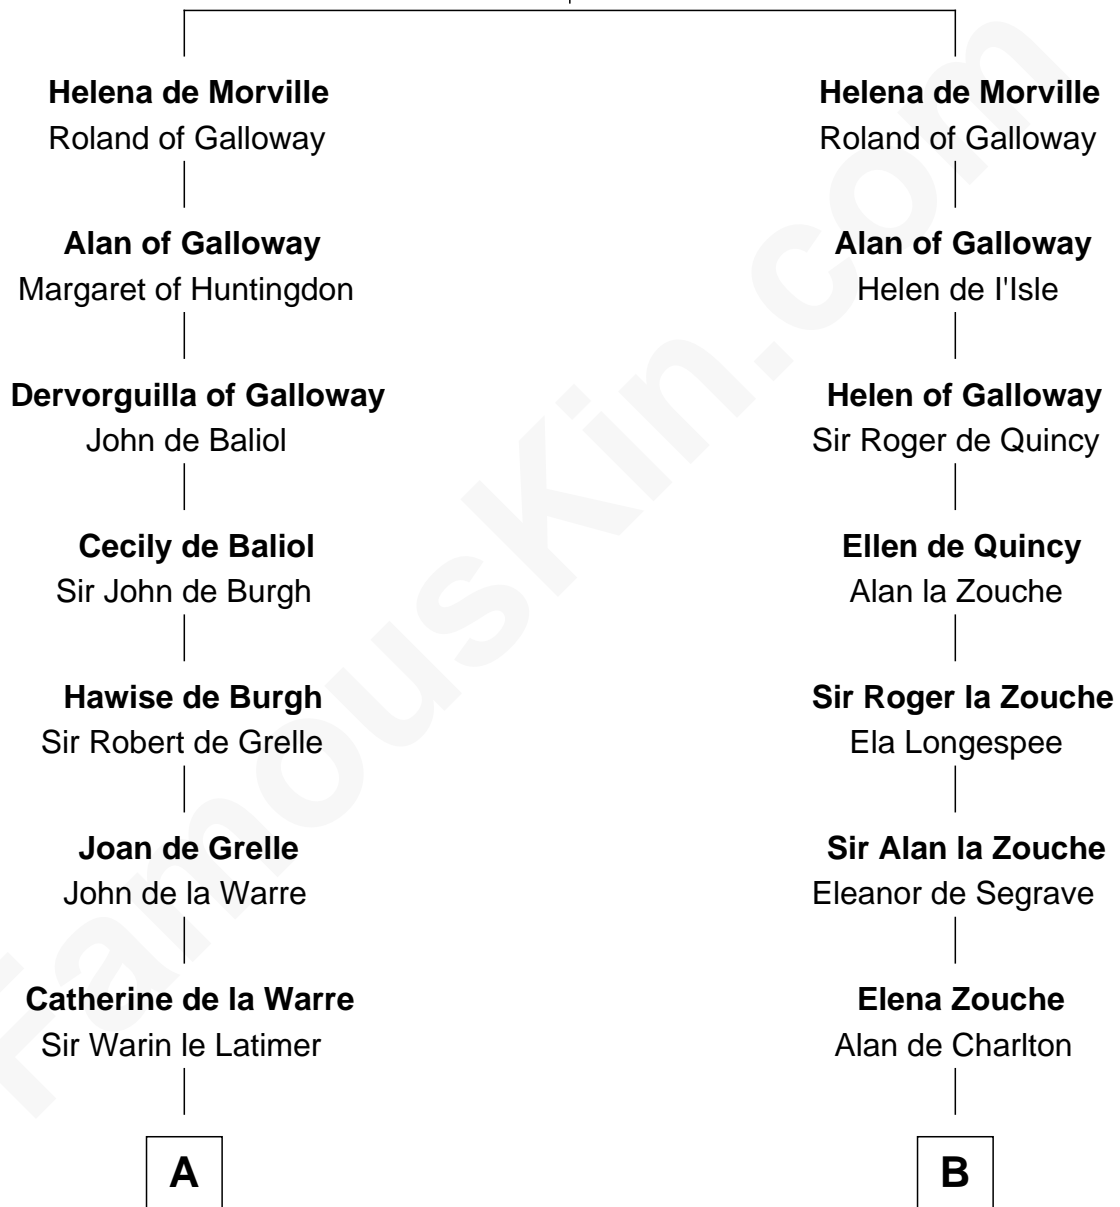 Helena de Morville
Roland of Galloway
Alan of Galloway
Margaret of Huntingdon
Dervorguilla of Galloway
John de Baliol
Cecily de Baliol
Sir John de Burgh
Hawise de Burgh
Sir Robert de Grelle
Joan de Grelle
John de la Warre
Catherine de la Warre
Sir Warin le Latimer
A
Helena de Morville
Roland of Galloway
Alan of Galloway
Helen de I'Isle
Helen of Galloway
Sir Roger de Quincy
Ellen de Quincy
Alan la Zouche
Sir Roger la Zouche
Ela Longespee
Sir Alan la Zouche
Eleanor de Segrave
Elena Zouche
Alan de Charlton
B
FamousKin.com